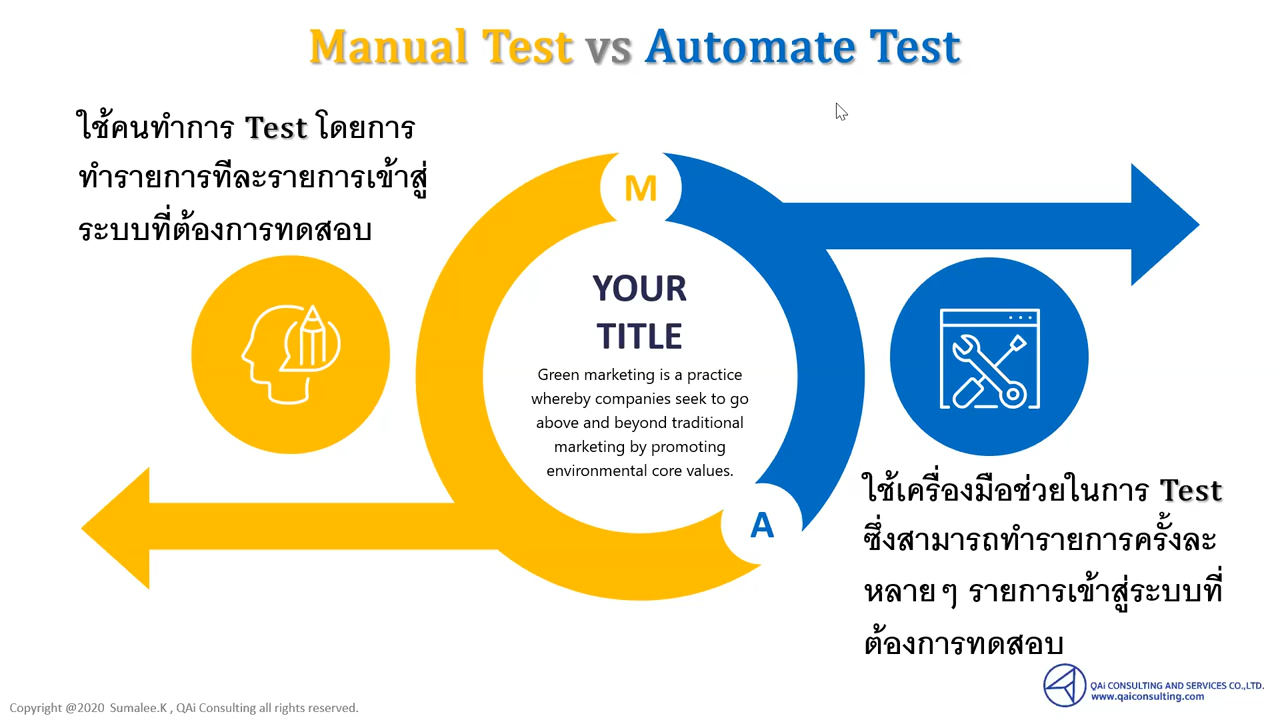 Manual Test vs Automate Test
ใช้คนทำการ Test โดยการ
ทำรายการทีละรายการเข้าสู่
ระบบที่ต้องการทดสอบ
M
YOUR
TITLE
Green marketing is a practice
whereby companies seek to go
above and beyond traditional
marketing by promoting
environmental core values.
A
ใช้เครื่องมือช่วยในการ Test
ซึ่งสามารถทำรายการครั้งละ
หลายๆ รายการเข้าสู่ระบบที่
ต้องการทดสอบ
QAi CONSULTING AND SERVICES CO.,LTD.
www.qaiconsulting.com
Copyright @2020 Sumalee.K , QAi Consulting all rights reserved.